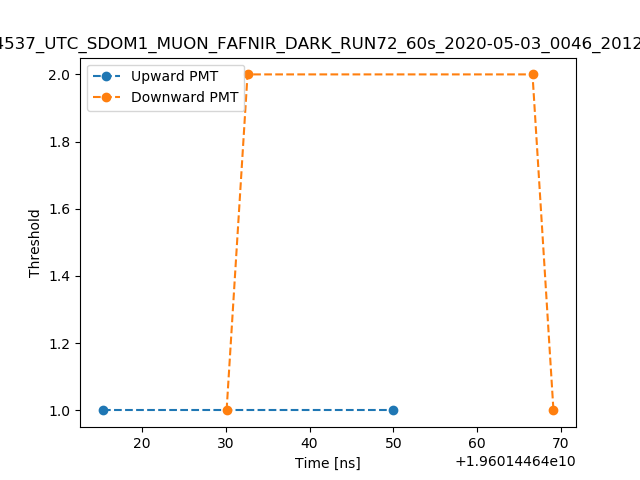 4537_UTC_SDOM1_MUON_FAFNIR_DARK_RUN72_60s_2020-05-03_0046_2012
Upward PMT
Downward PMT
2.0
1.8
1.6
1.4
1.2
1.0
Threshold
20 30 40 50 60 70
Time [ns]
+1.96014464e10